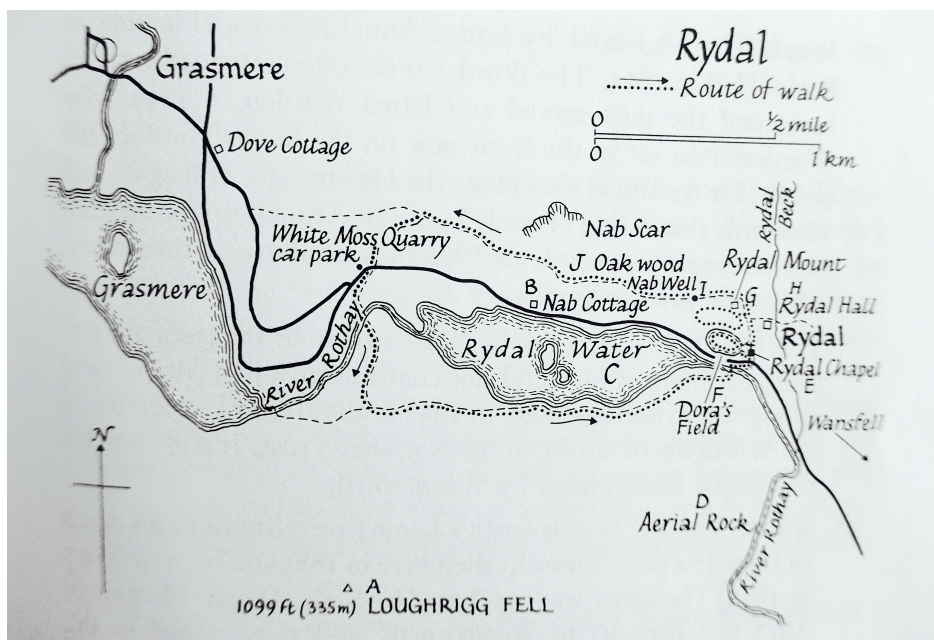 Rydal
Route of walk
0
½ mile
0
1 km
Grasmere
Dove Cottage
Rydal
Beck
White Moss Quarry
car park
Nab Scar
J Oak wood
Rydal Mount
Nab Well I
G
H
Rydal Hall
Grasmere
B
Nab Cottage
Rydal
River Rothay
Rydal Water
C
Rydal Chapel
E
F
Dora's
Field
Wansfell
N
D
Aerial Rock
River Rothay
A
1099 ft (335m) LOUGHRIGG FELL